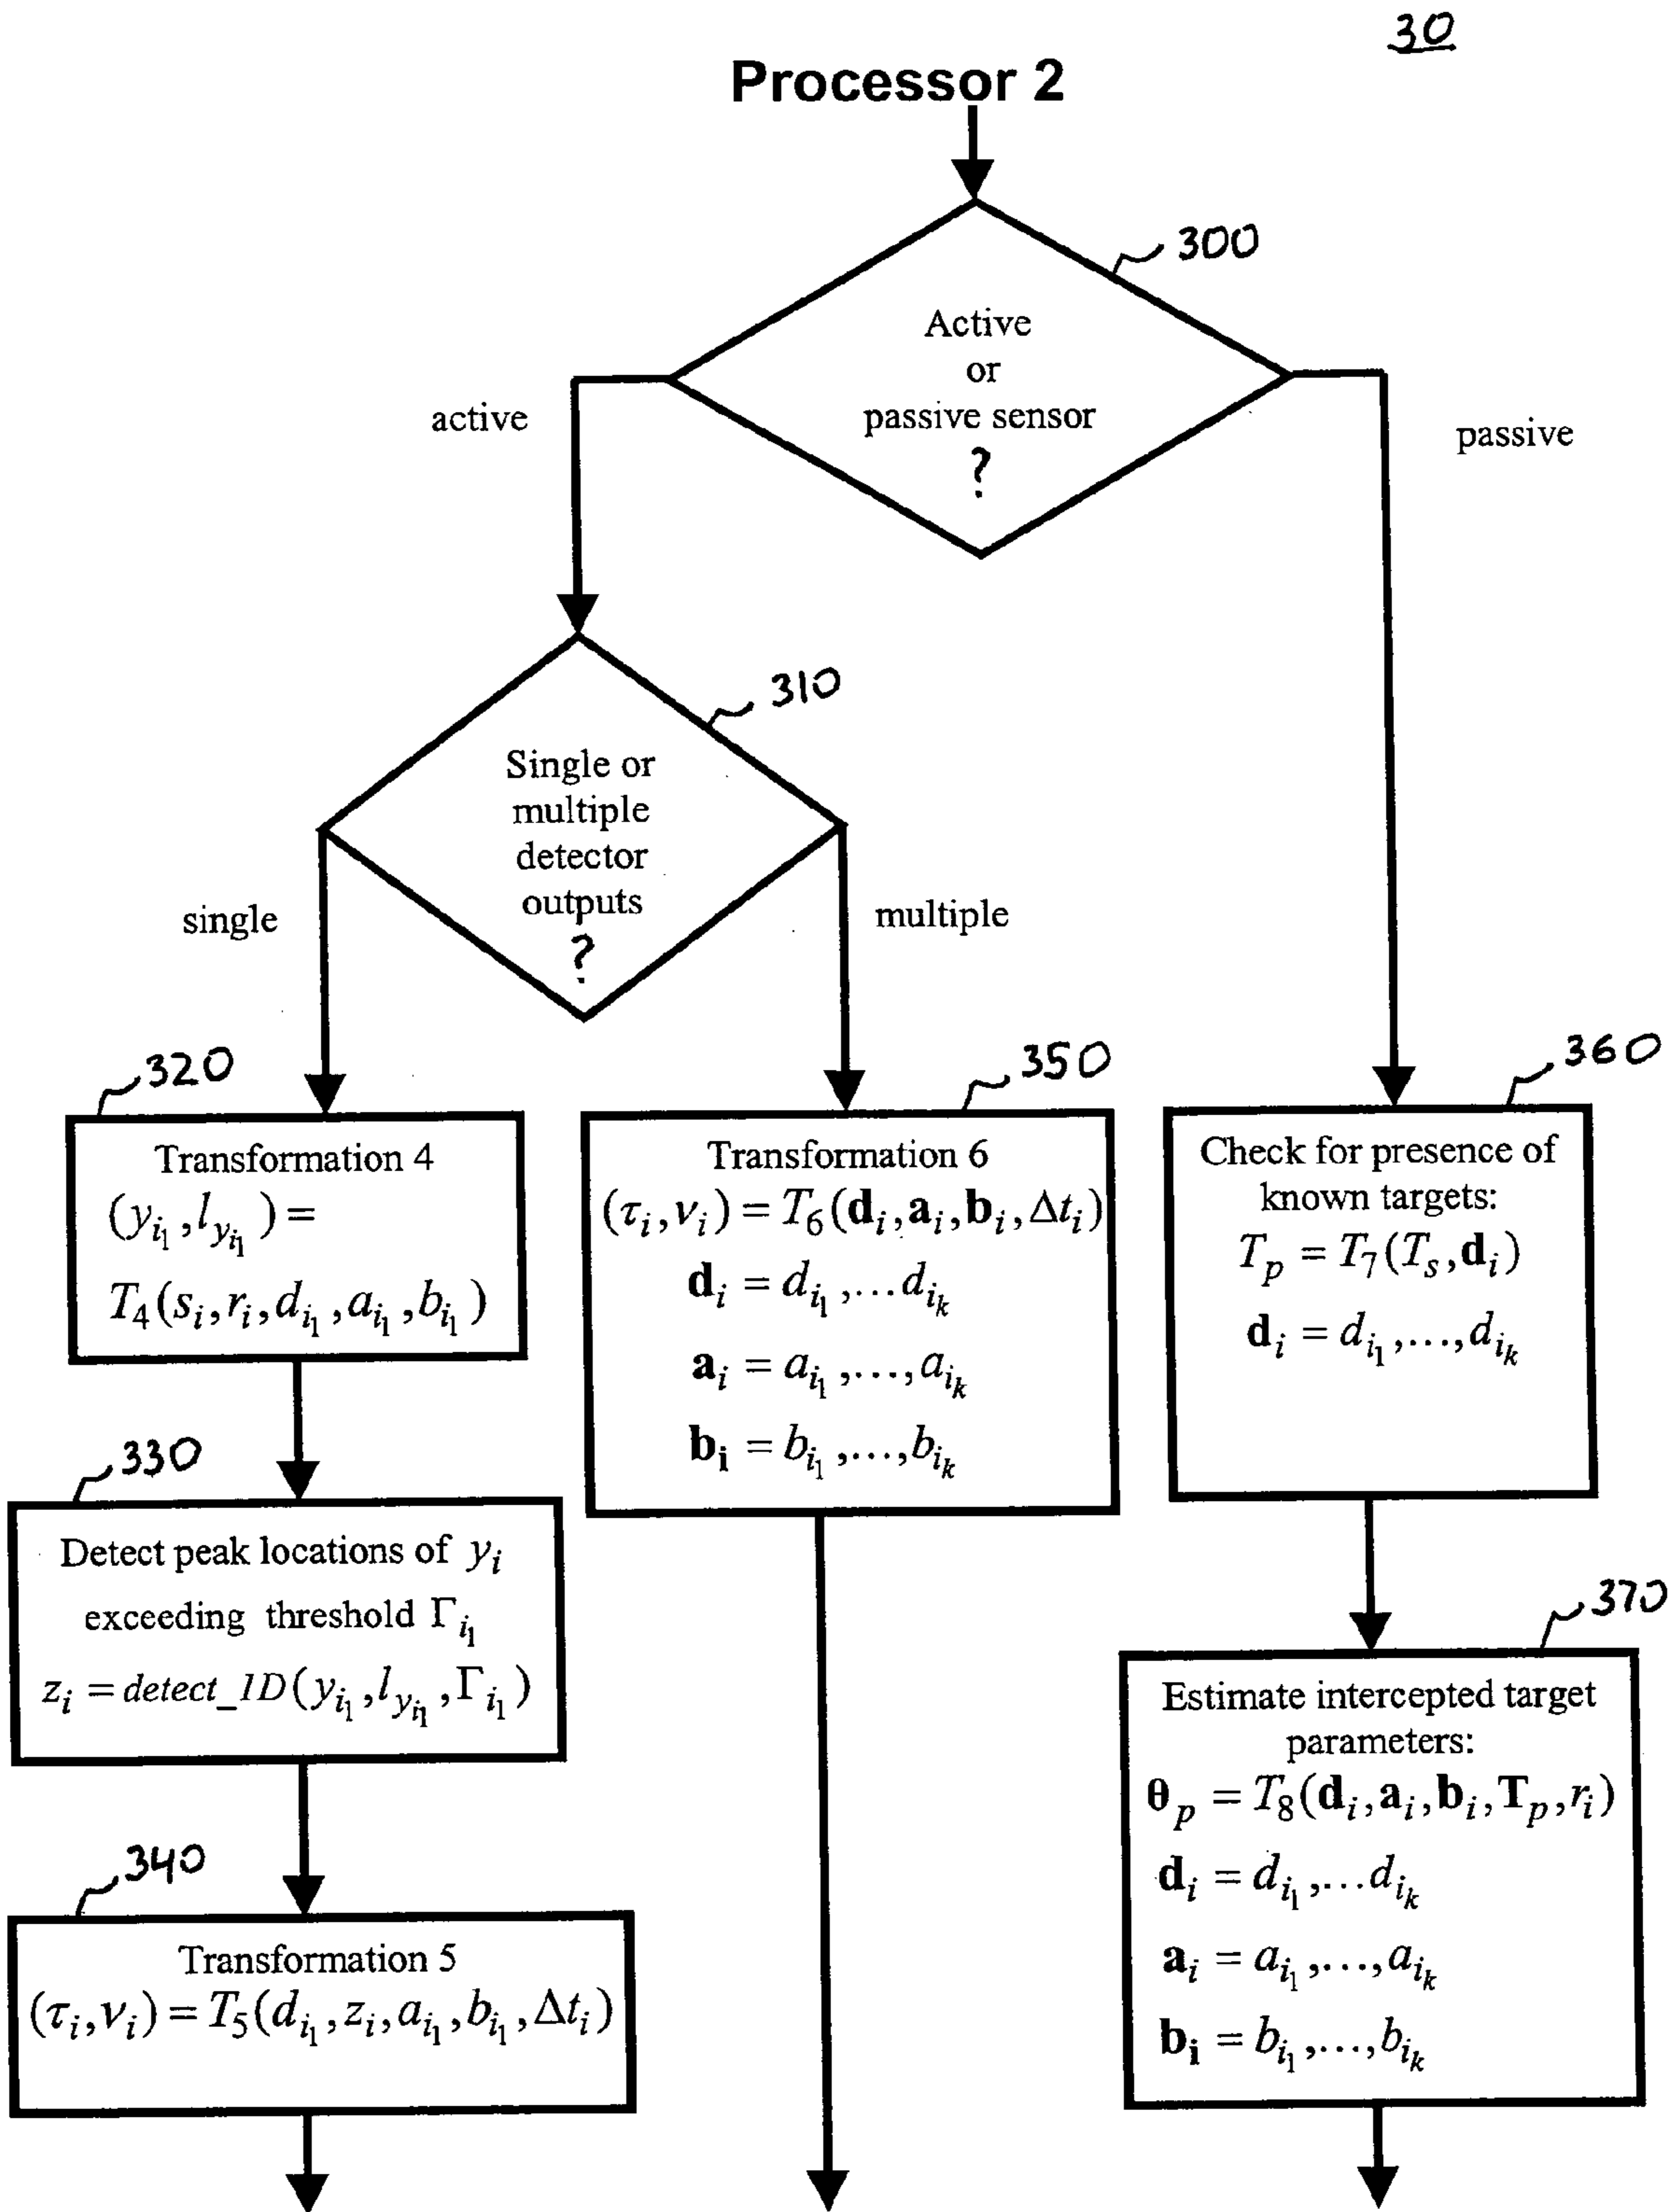 30
Processor 2
300
Active
or
passive sensor
?
active
passive
310
Single or
multiple
detector
outputs
?
single
multiple
320
Transformation 4
(y_{i_1}, l_{y_{i_1}}) =
T_4(s_i, r_i, d_{i_1}, a_{i_1}, b_{i_1})
330
Detect peak locations of y_i
exceeding threshold Γ_{i_1}
z_i = detect_1D(y_{i_1}, l_{y_{i_1}}, Γ_{i_1})
340
Transformation 5
(τ_i, ν_i) = T_5(d_{i_1}, z_i, a_{i_1}, b_{i_1}, Δt_i)
350
Transformation 6
(τ_i, ν_i) = T_6(d_i, a_i, b_i, Δt_i)
d_i = d_{i_1},...d_{i_k}
a_i = a_{i_1},...,a_{i_k}
b_i = b_{i_1},...,b_{i_k}
360
Check for presence of
known targets:
T_p = T_7(T_s, d_i)
d_i = d_{i_1},...,d_{i_k}
370
Estimate intercepted target
parameters:
θ_p = T_8(d_i, a_i, b_i, T_p, r_i)
d_i = d_{i_1},...d_{i_k}
a_i = a_{i_1},...,a_{i_k}
b_i = b_{i_1},...,b_{i_k}